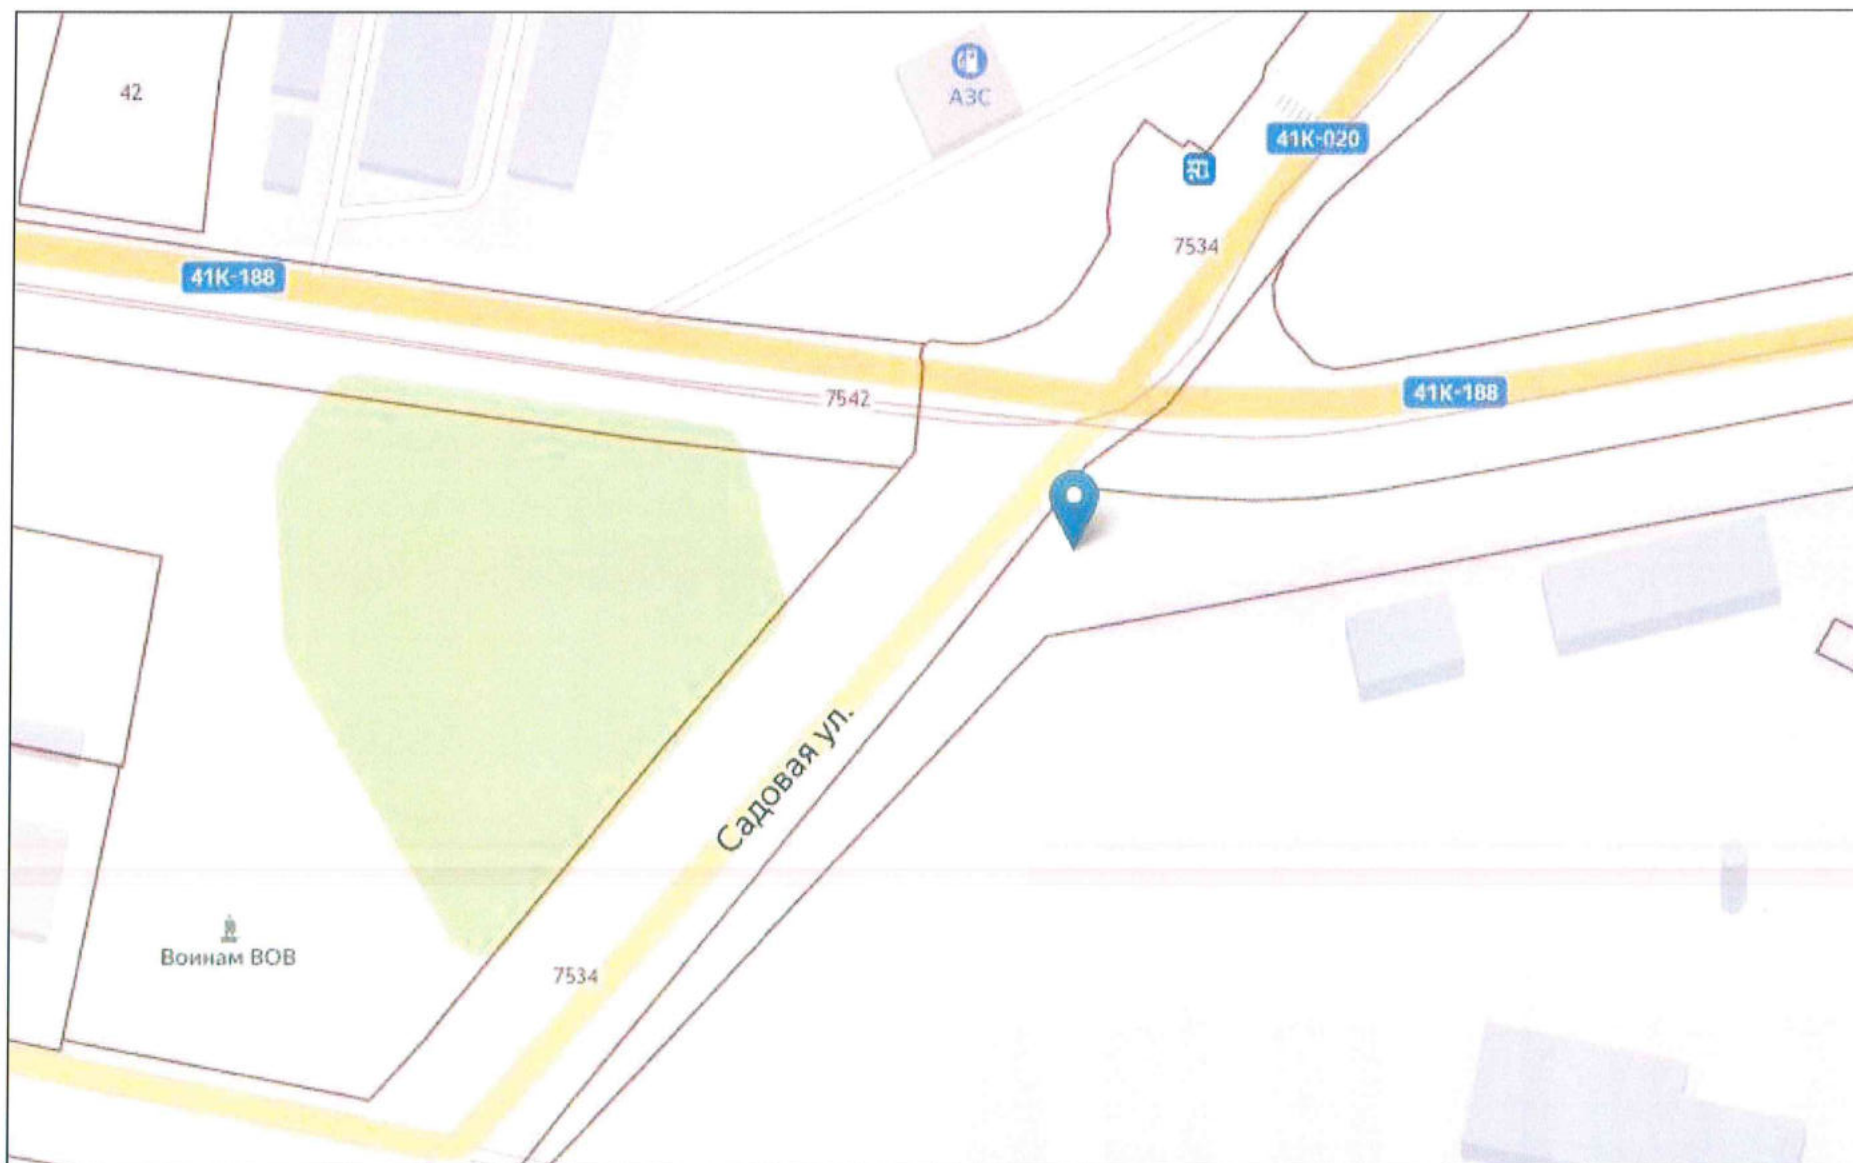 42
АЗС
41К-020
7534
41К-188
41К-188
7542
Садовая ул.
Воинам ВОВ
7534